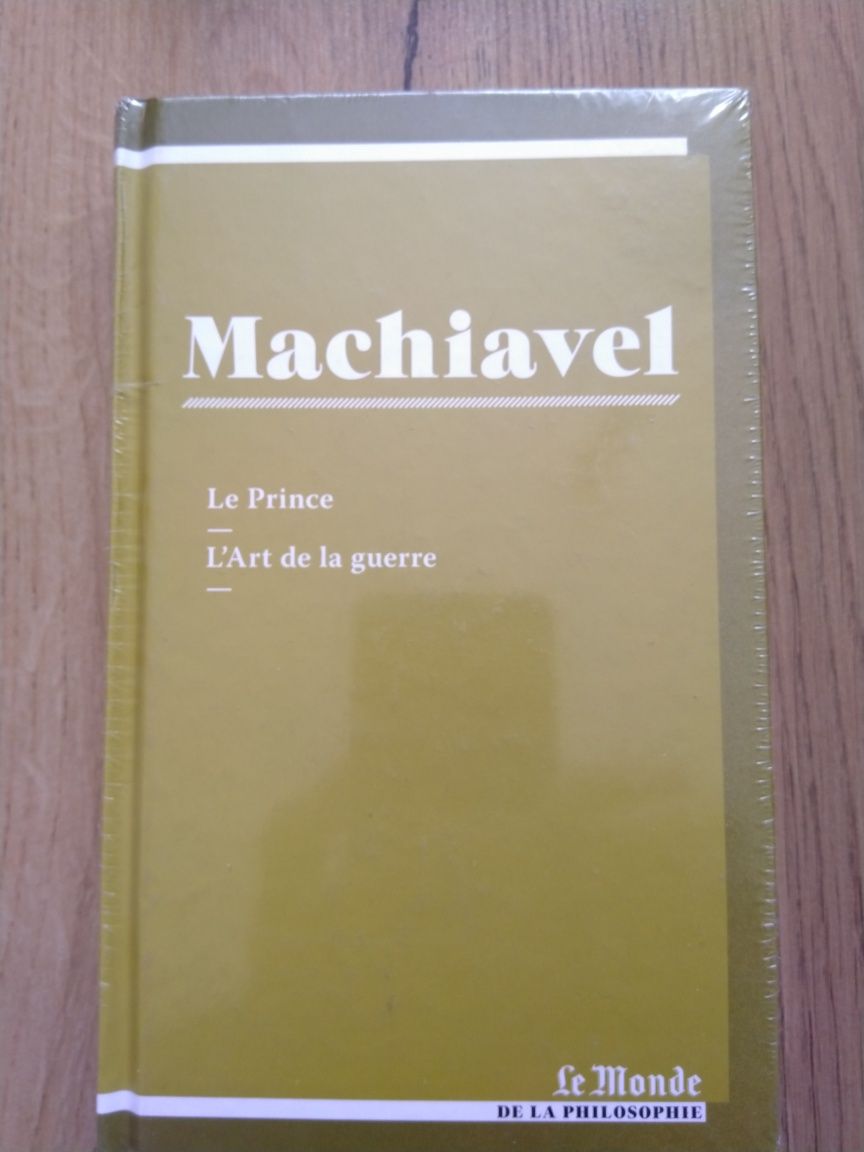 Machiavel
Le Prince
L'Art de la guerre
Le Monde
DE LA PHILOSOPHIE